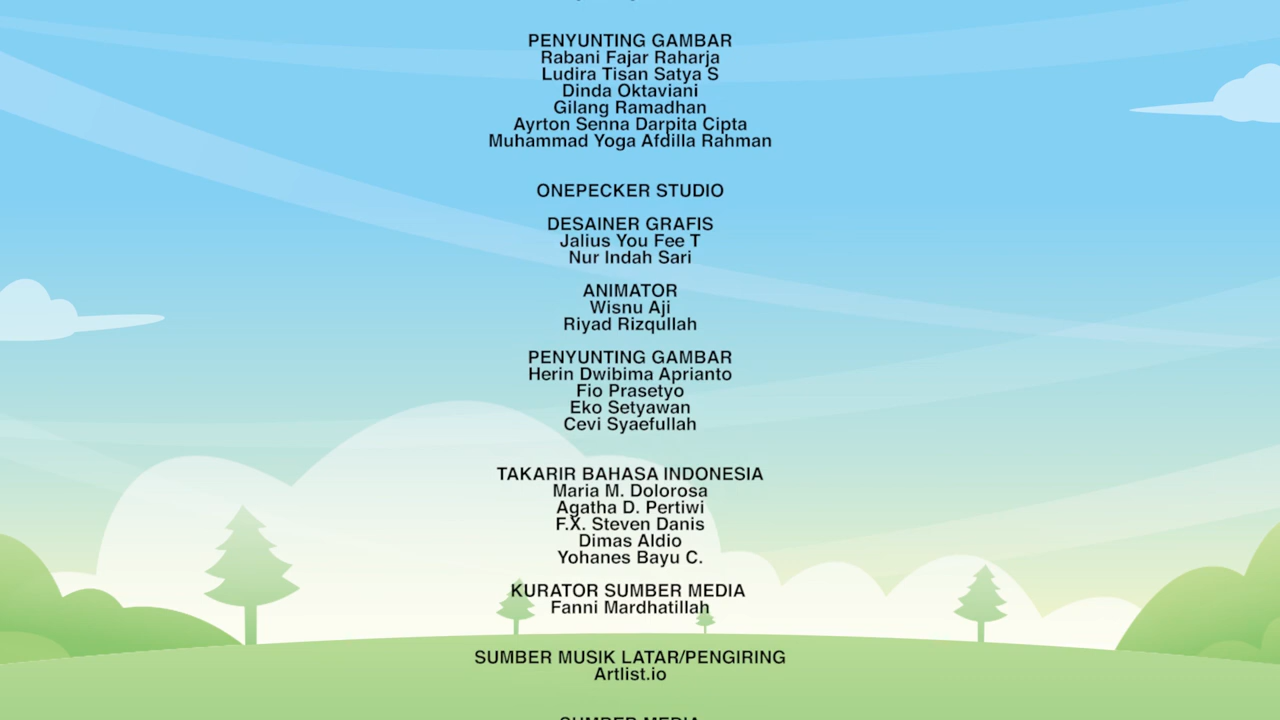 PENYUNTING GAMBAR
Rabani Fajar Raharja
Ludira Tisan Satya S
Dinda Oktaviani
Gilang Ramadhan
Ayrton Senna Darpita Cipta
Muhammad Yoga Afdilla Rahman
ONEPECKER STUDIO
DESAINER GRAFIS
Jalius You Fee T
Nur Indah Sari
ANIMATOR
Wisnu Aji
Riyad Rizqullah
PENYUNTING GAMBAR
Herin Dwibima Aprianto
Fio Prasetyo
Eko Setyawan
Cevi Syaefullah
TAKARIR BAHASA INDONESIA
Maria M. Dolorosa
Agatha D. Pertiwi
F.X. Steven Danis
Dimas Aldio
Yohanes Bayu C.
KURATOR SUMBER MEDIA
Fanni Mardhatillah
SUMBER MUSIK LATAR/PENGIRING
Artlist.io
SUMBER MEDIA